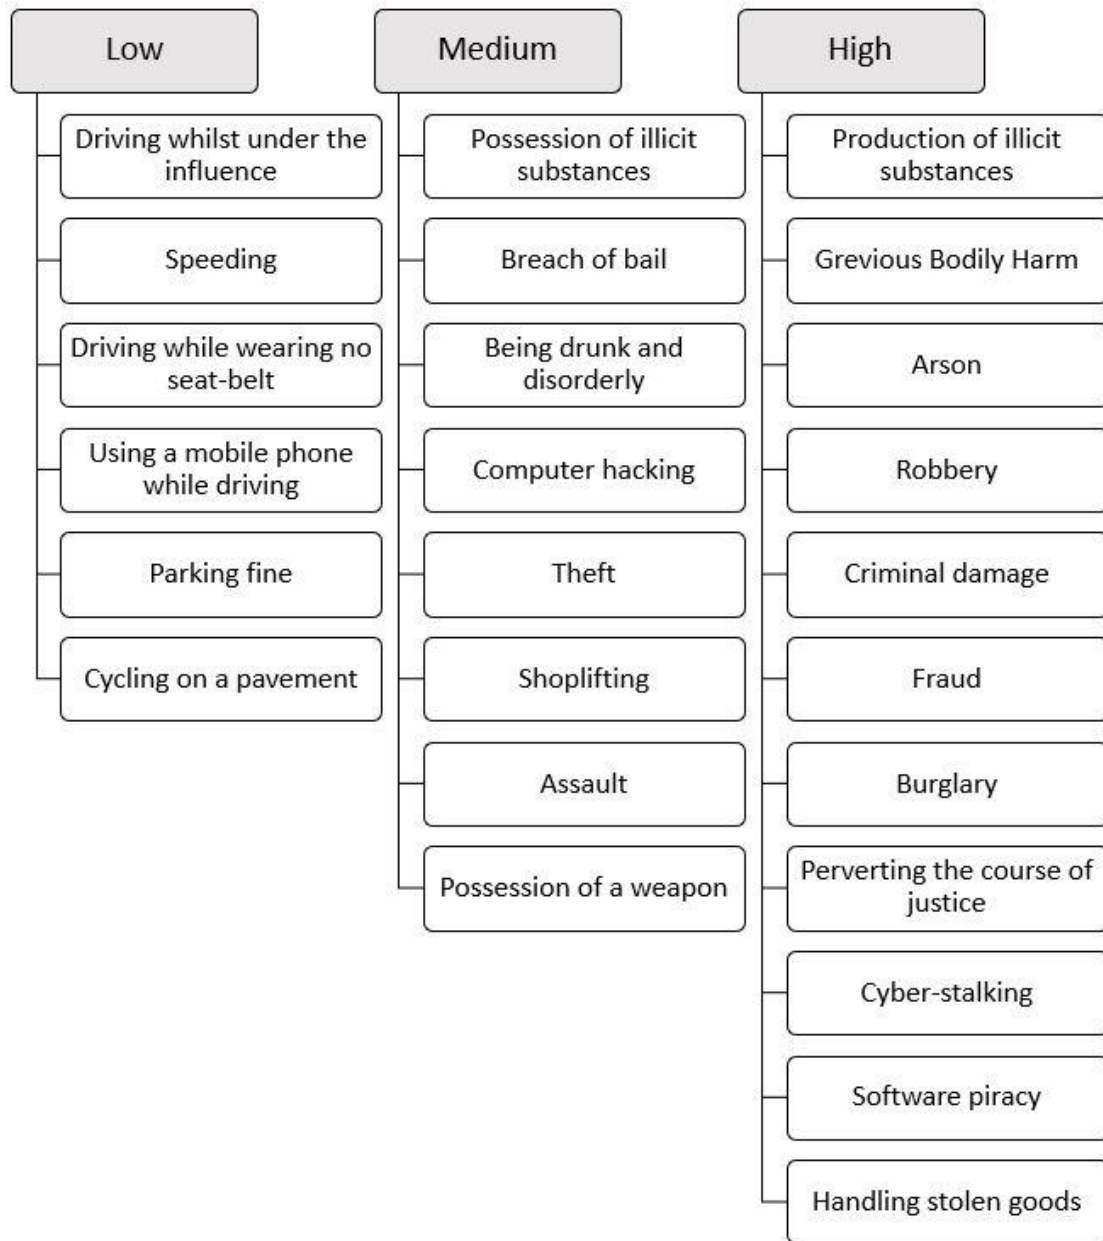 Low
Driving whilst under the
influence
Speeding
Driving while wearing no
seat-belt
Using a mobile phone
while driving
Parking fine
Cycling on a pavement
Medium
Possession of illicit
substances
Breach of bail
Being drunk and
disorderly
Computer hacking
Theft
Shoplifting
Assault
Possession of a weapon
High
Production of illicit
substances
Grevious Bodily Harm
Arson
Robbery
Criminal damage
Fraud
Burglary
Perverting the course of
justice
Cyber-stalking
Software piracy
Handling stolen goods